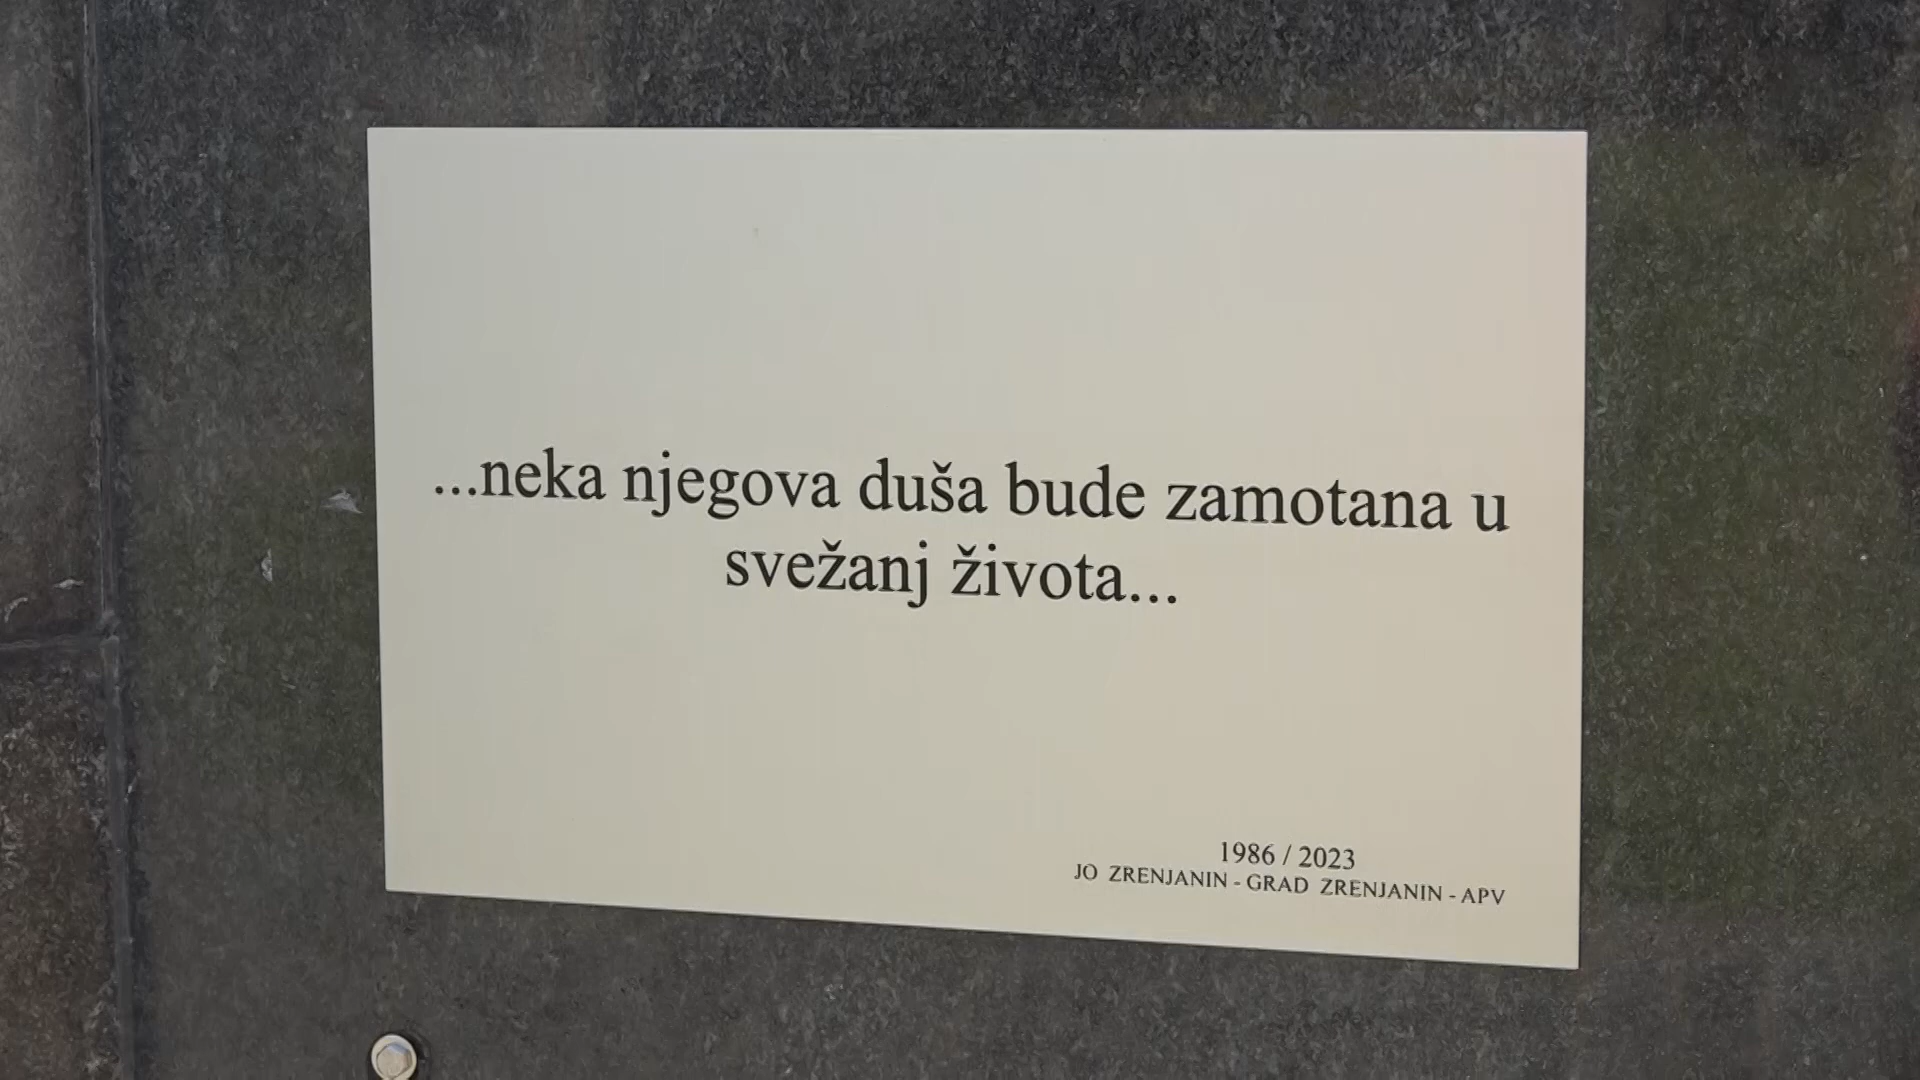 ...neka njegova duša bude zamotana u
svežanj života...
1986 / 2023
JO ZRENJANIN - GRAD ZRENJANIN - APV